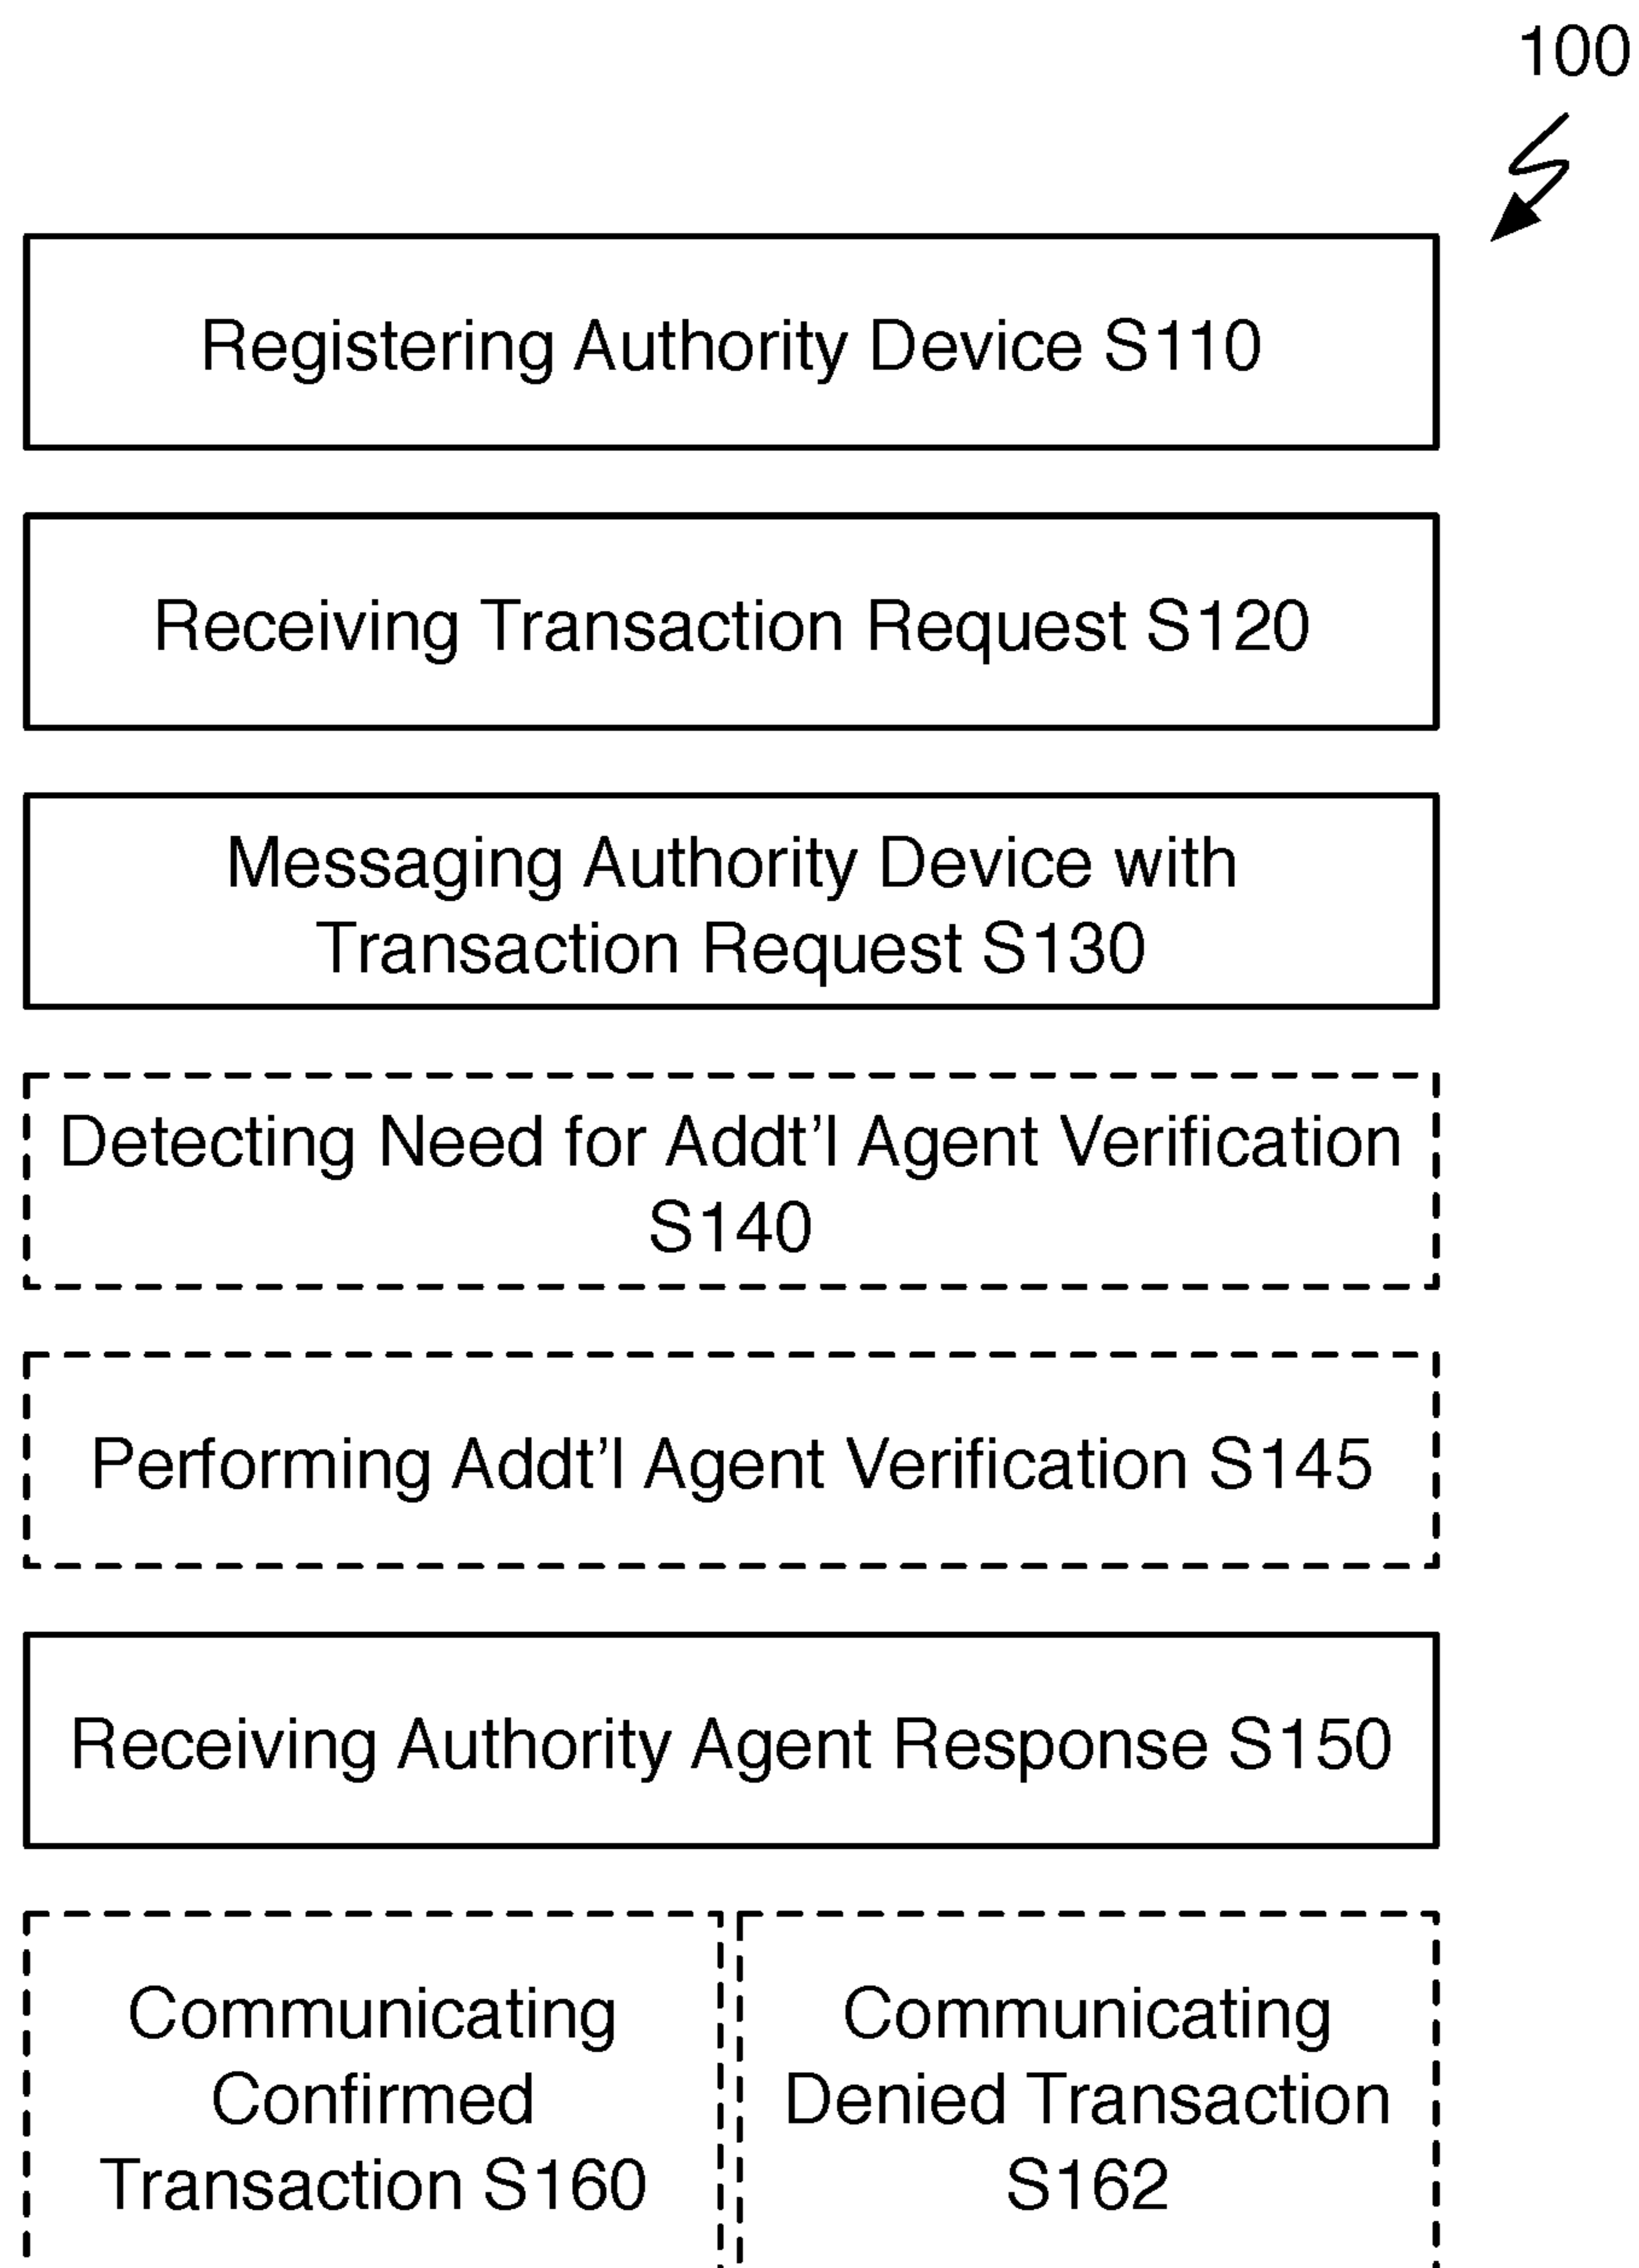 100
Registering Authority Device S110
Receiving Transaction Request S120
Messaging Authority Device with
Transaction Request S130
Detecting Need for Addt'l Agent Verification
S140
Performing Addt'l Agent Verification S145
Receiving Authority Agent Response S150
Communicating
Confirmed
Transaction S160
Communicating
Denied Transaction
S162